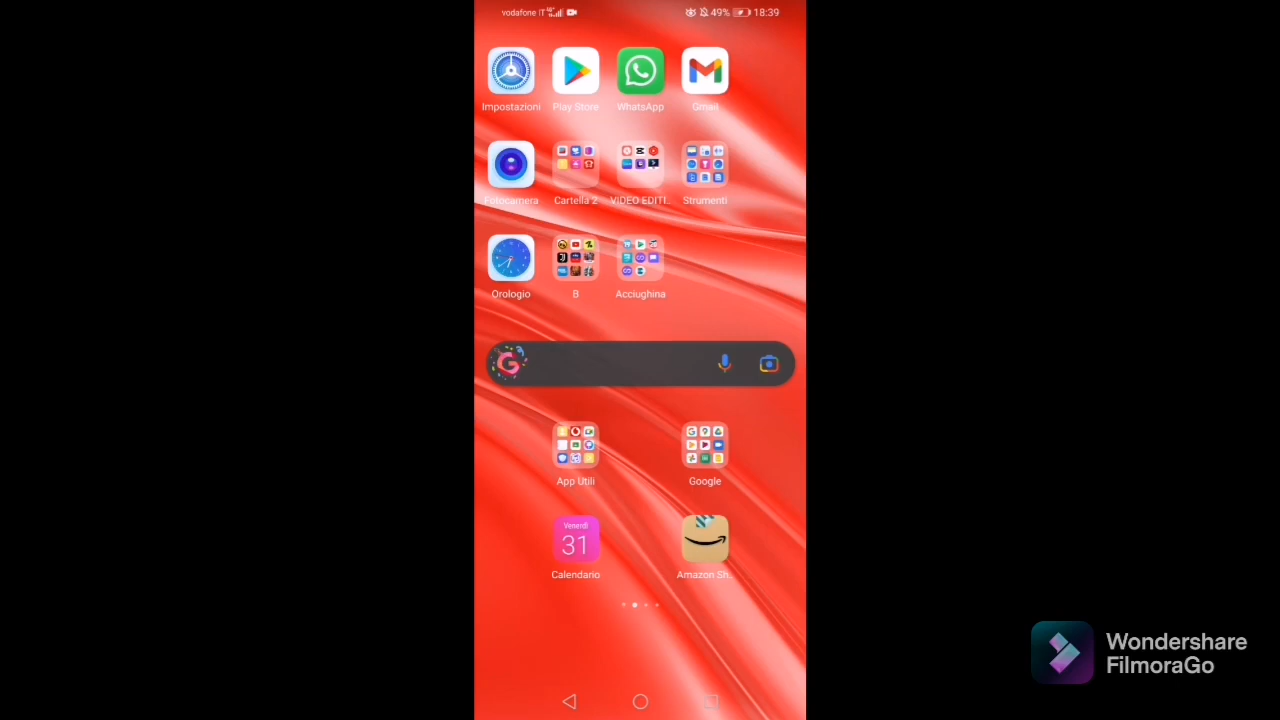 vodafone IT 49% 18:39
Impostazioni Play Store WhatsApp Gmail
Fotocamera Cartella 2 VIDEO EDITI.. Strumenti
Orologio B Acciughina
App Utili Google
Venerdì
31
Calendario Amazon Sh..
Wondershare
FilmoraGo